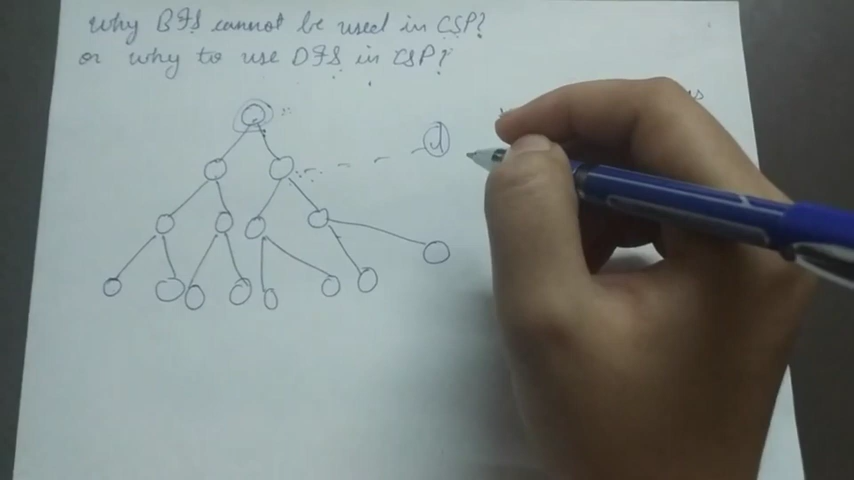 why BFS cannot be used in CSP?
or why to use DFS in CSP?
d